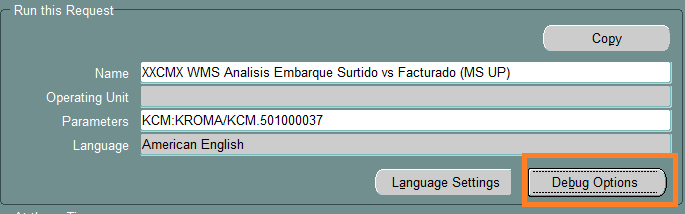 Run this Request
Copy
Name XXCMX WMS Analisis Embarque Surtido vs Facturado (MS UP)
Operating Unit
Parameters KCM:KROMA/KCM.501000037
Language American English
Language Settings Debug Options